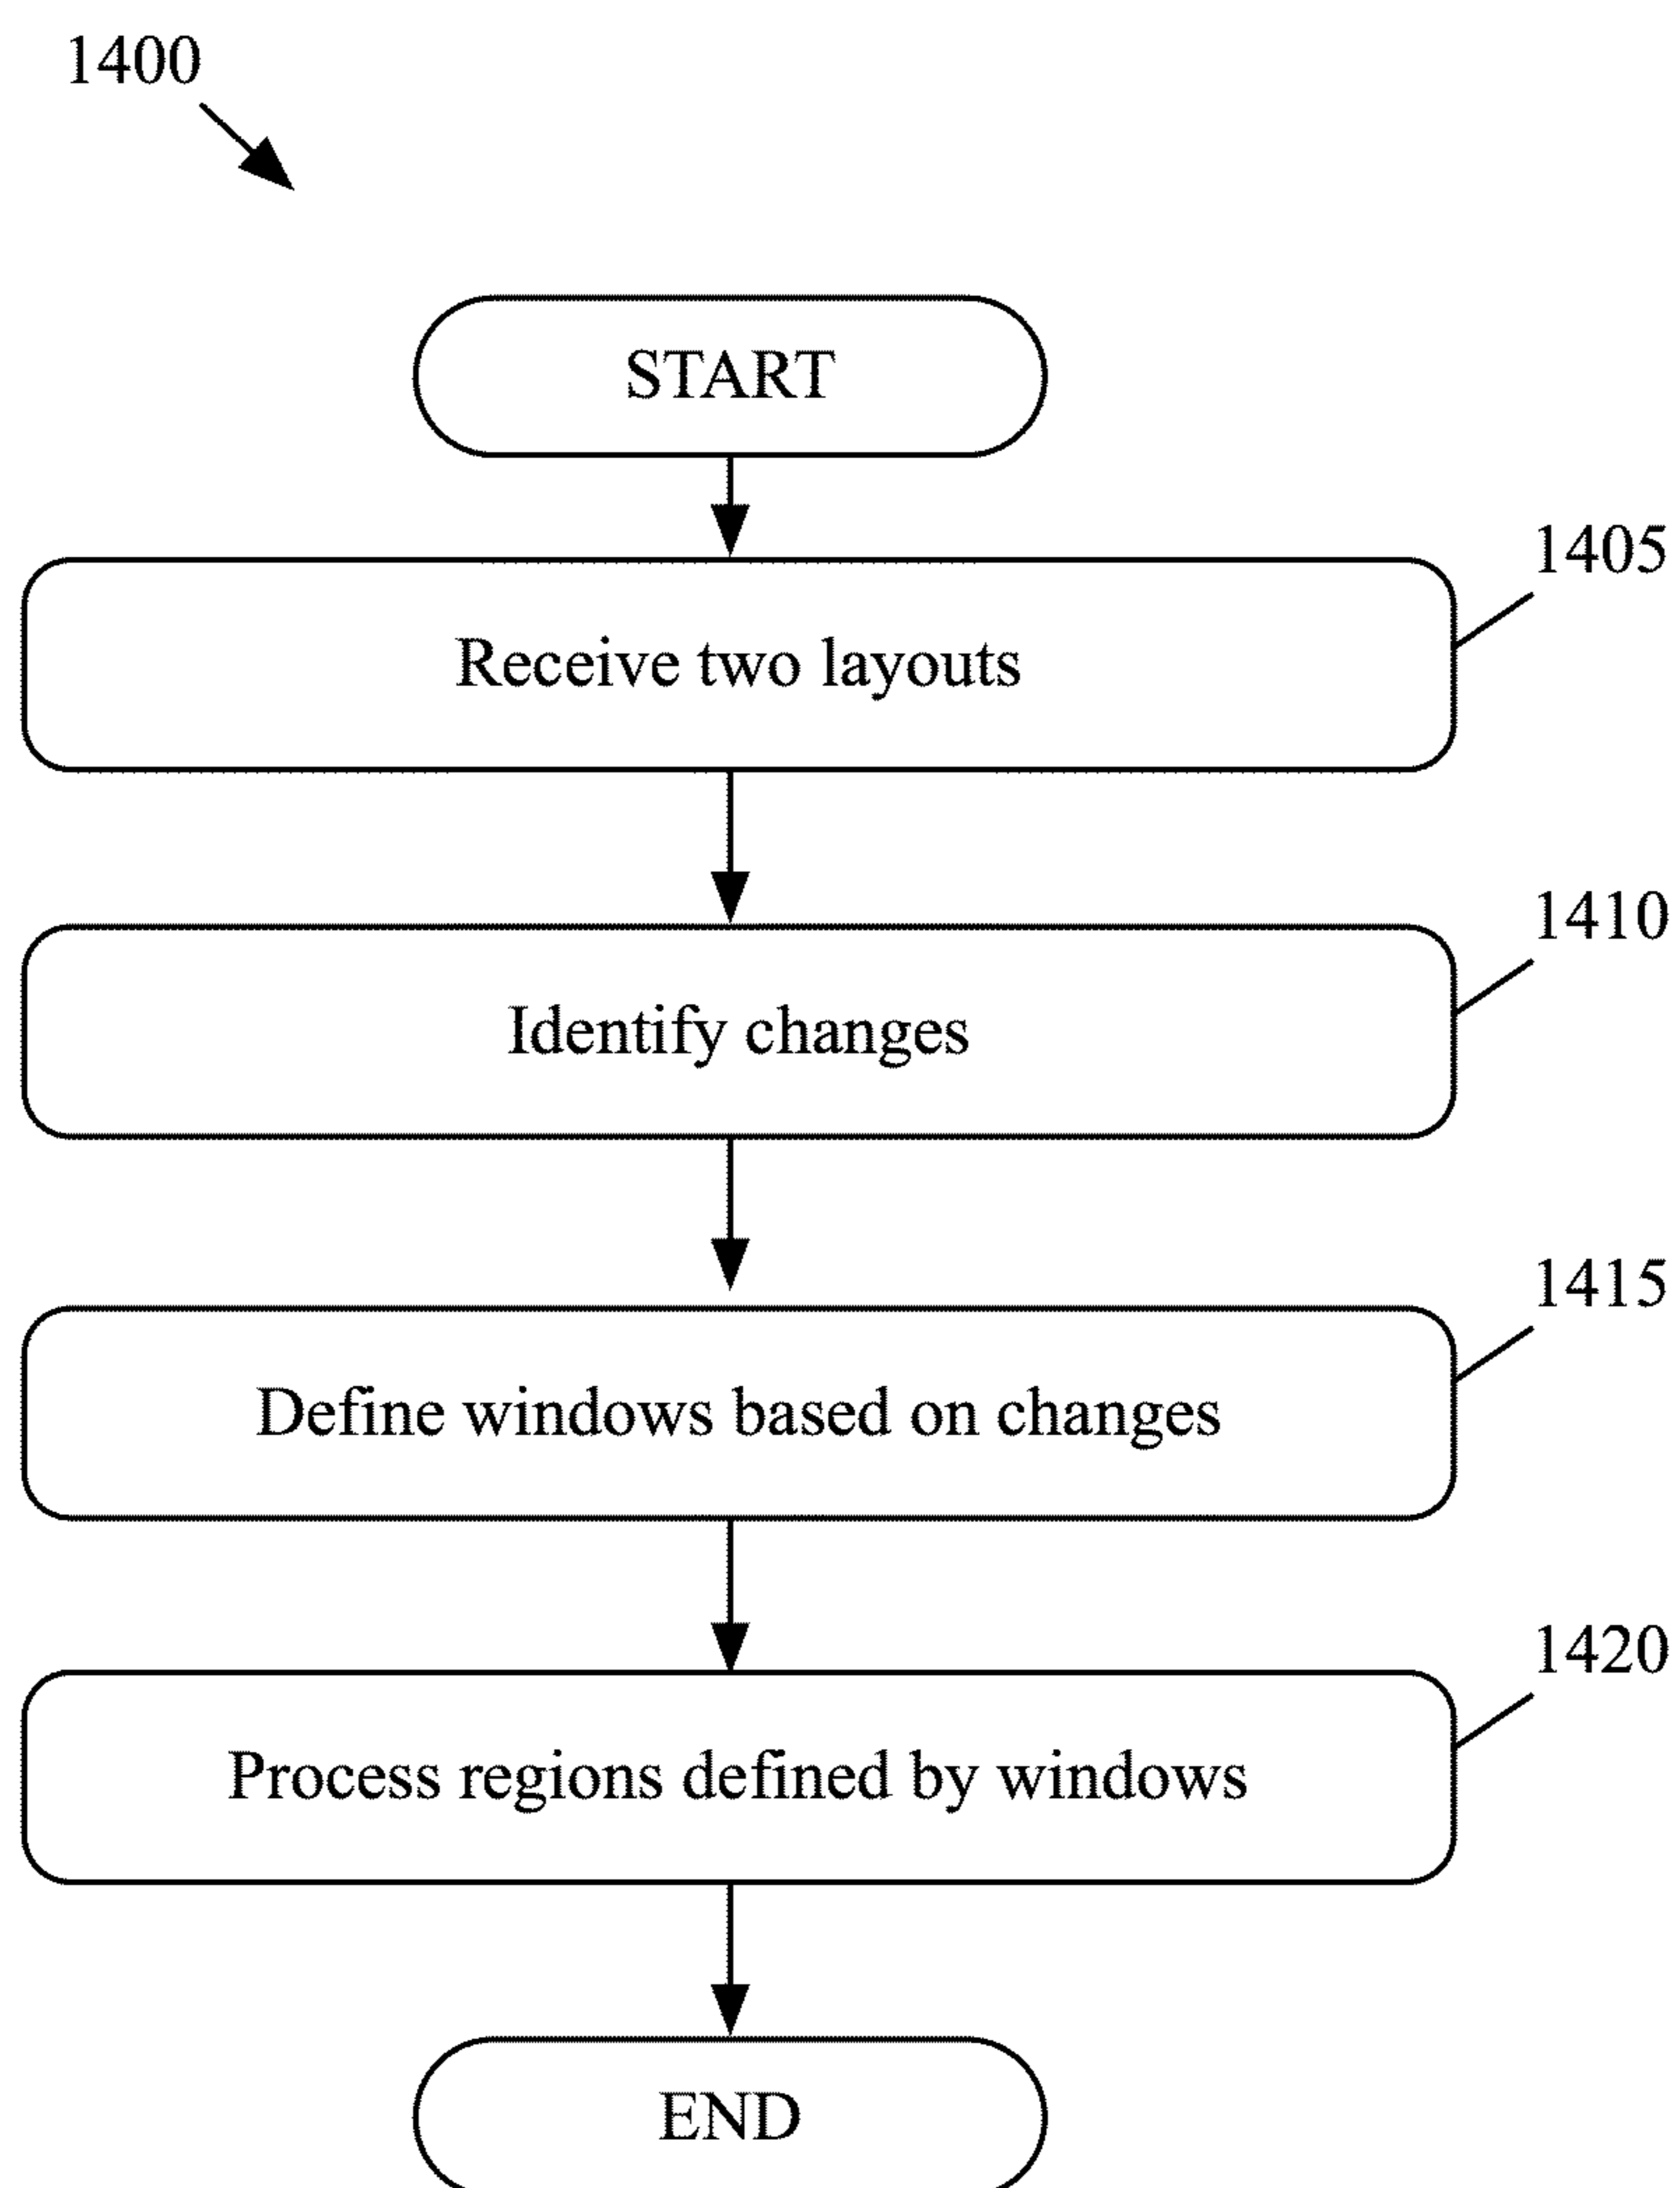 1400
START
1405
Receive two layouts
1410
Identify changes
1415
Define windows based on changes
1420
Process regions defined by windows
END